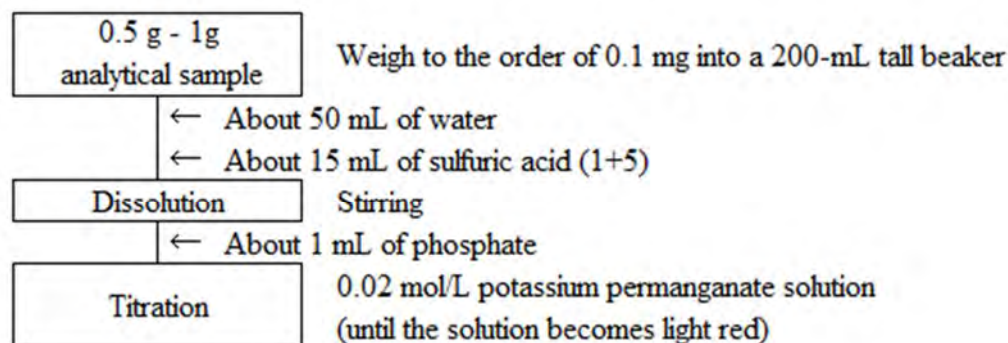 0.5 g - 1g
analytical sample
Weigh to the order of 0.1 mg into a 200-mL tall beaker
← About 50 mL of water
← About 15 mL of sulfuric acid (1+5)
Dissolution
Stirring
← About 1 mL of phosphate
Titration
0.02 mol/L potassium permanganate solution
(until the solution becomes light red)